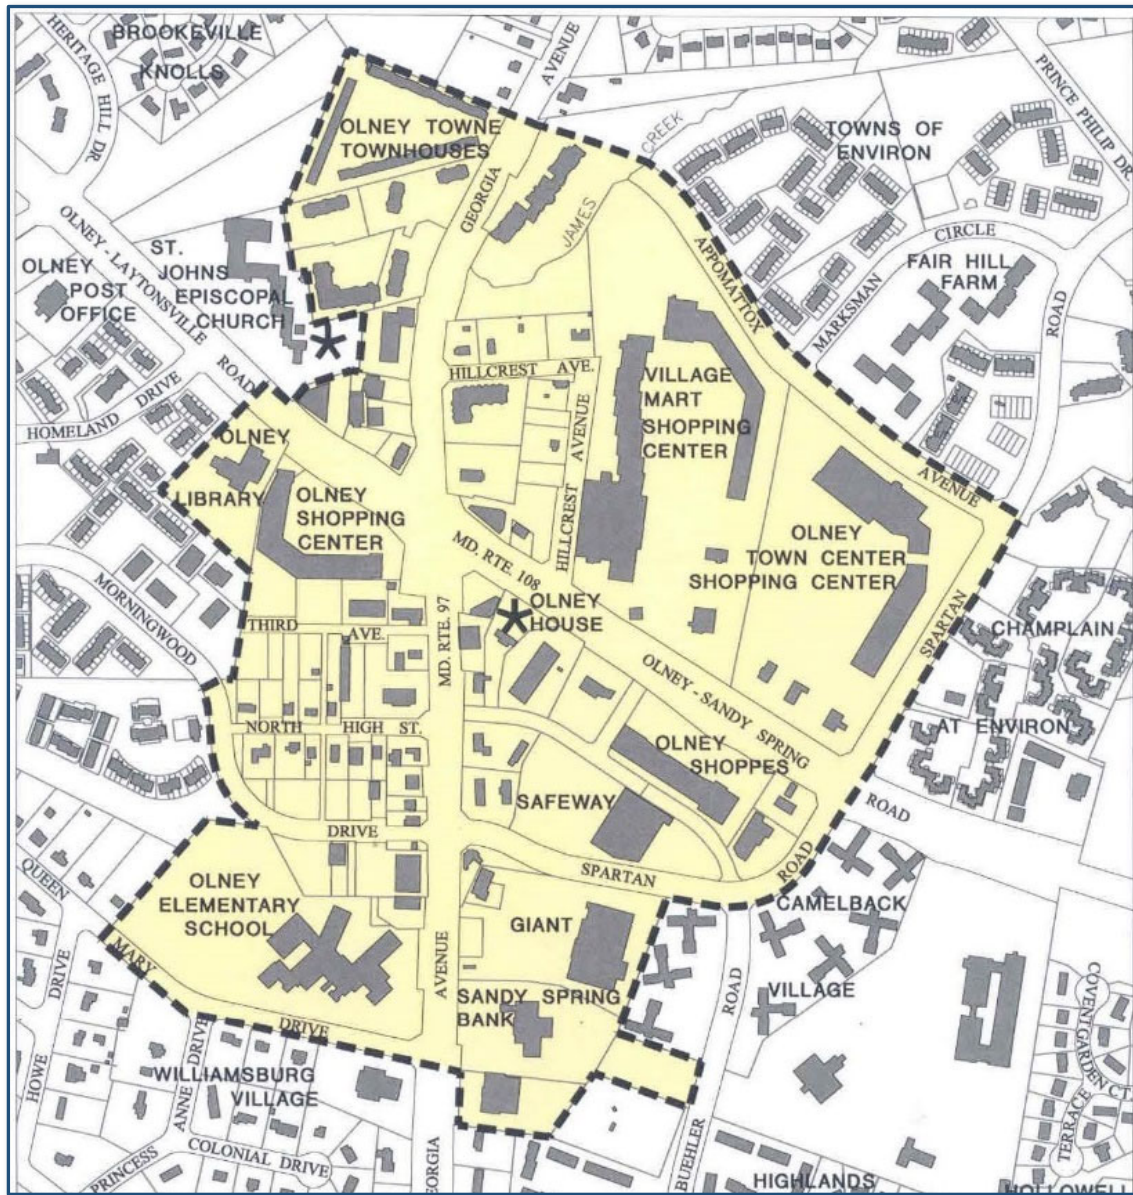 BROOKEVILLE
KNOLLS
HERITAGE HILL DR.
AVENUE
PRINCE PHILIP DR.
OLNEY TOWNE
TOWNHOUSES
CREEK
TOWNS OF
ENVIRON
GEORGIA
JAMES
OLNEY - LAYTONSVILLE
ROAD
ST.
JOHNS
EPISCOPAL
CHURCH
OLNEY
POST
OFFICE
APPOMATTOX
AVENUE
MARKSMAN
CIRCLE
FAIR HILL
FARM
ROAD
HILLCREST AVE.
HOMELAND DRIVE
VILLAGE
MART
SHOPPING
CENTER
HILLCREST AVENUE
OLNEY
LIBRARY
OLNEY
SHOPPING
CENTER
MD. RTE. 108
OLNEY
TOWN CENTER
SHOPPING CENTER
MORNINGWOOD
OLNEY
HOUSE
THIRD AVE.
MD. RTE. 97
SPARTAN
CHAMPLAIN
AT ENVIRON
OLNEY - SANDY SPRING
ROAD
NORTH HIGH ST.
OLNEY
SHOPPES
SAFEWAY
DRIVE
SPARTAN
ROAD
OLNEY
ELEMENTARY
SCHOOL
QUEEN
MARY
DRIVE
GIANT
CAMELBACK
VILLAGE
AVENUE
SANDY SPRING
BANK
ROAD
BUEHLER
HOWE
DRIVE
ANNE DRIVE
WILLIAMSBURG
VILLAGE
PRINCESS
COLONIAL DRIVE
COVENTGARDEN CT.
TERRACE
HIGHLANDS